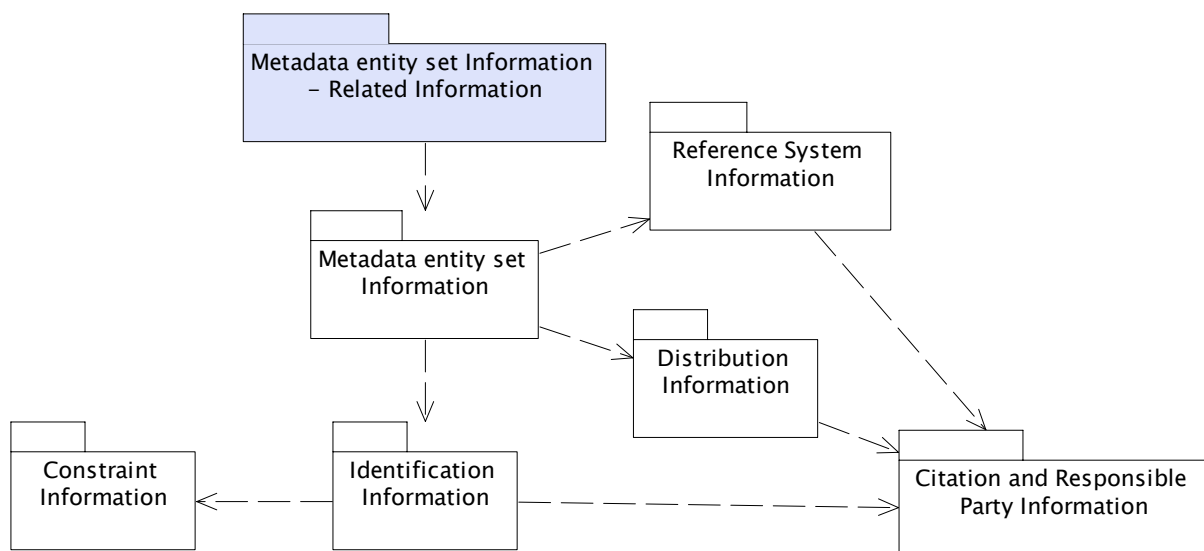 Metadata entity set Information
– Related Information
Reference System
Information
Metadata entity set
Information
Distribution
Information
Constraint
Information
Identification
Information
Citation and Responsible
Party Information